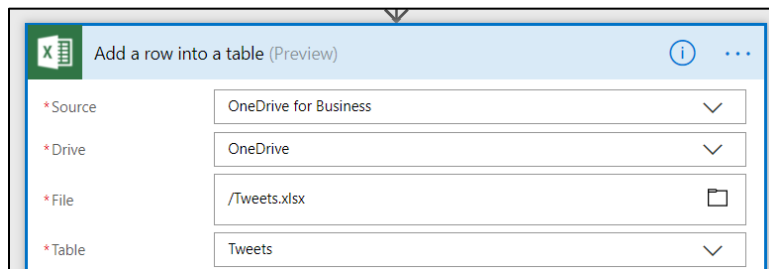 Add a row into a table (Preview)
*Source OneDrive for Business
*Drive OneDrive
*File /Tweets.xlsx
*Table Tweets